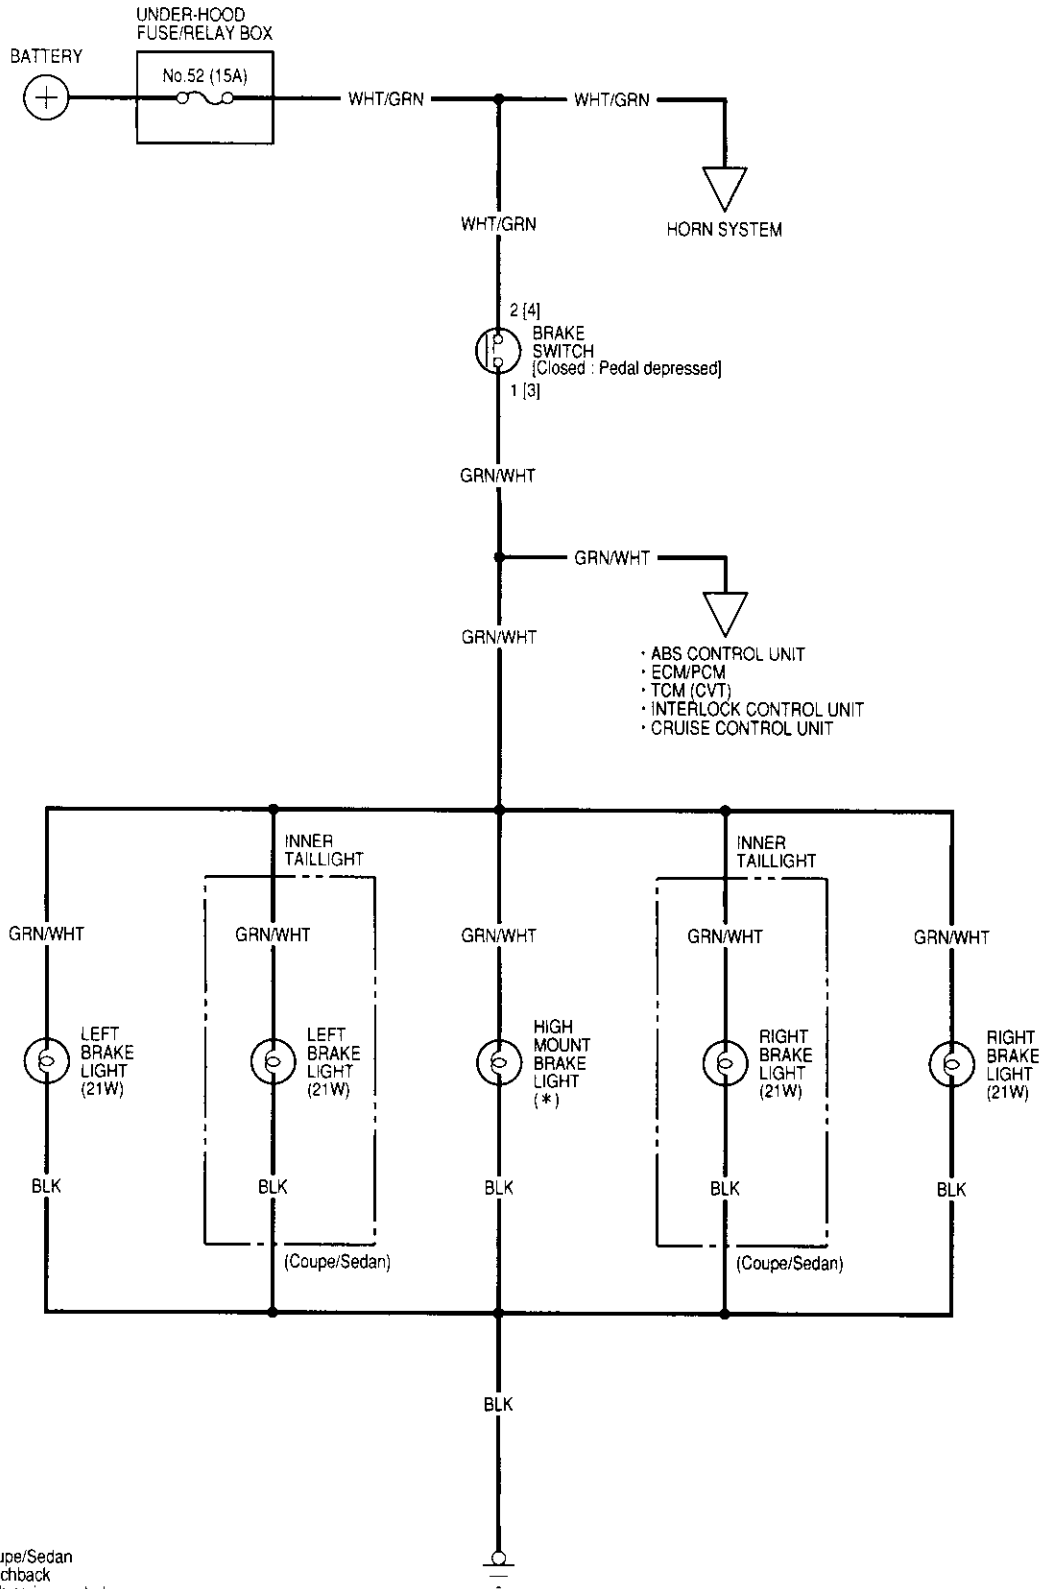 UNDER-HOOD
FUSE/RELAY BOX
BATTERY
No.52 (15A)
WHT/GRN
WHT/GRN
WHT/GRN
HORN SYSTEM
2 [4]
BRAKE
SWITCH
[Closed : Pedal depressed]
1 [3]
GRN/WHT
GRN/WHT
GRN/WHT
· ABS CONTROL UNIT
· ECM/PCM
· TCM (CVT)
· INTERLOCK CONTROL UNIT
· CRUISE CONTROL UNIT
INNER
TAILLIGHT
INNER
TAILLIGHT
GRN/WHT
GRN/WHT
GRN/WHT
GRN/WHT
GRN/WHT
LEFT
BRAKE
LIGHT
(21W)
LEFT
BRAKE
LIGHT
(21W)
HIGH
MOUNT
BRAKE
LIGHT
(*)
RIGHT
BRAKE
LIGHT
(21W)
RIGHT
BRAKE
LIGHT
(21W)
BLK
BLK
BLK
BLK
BLK
(Coupe/Sedan)
(Coupe/Sedan)
BLK
upe/Sedan
chback